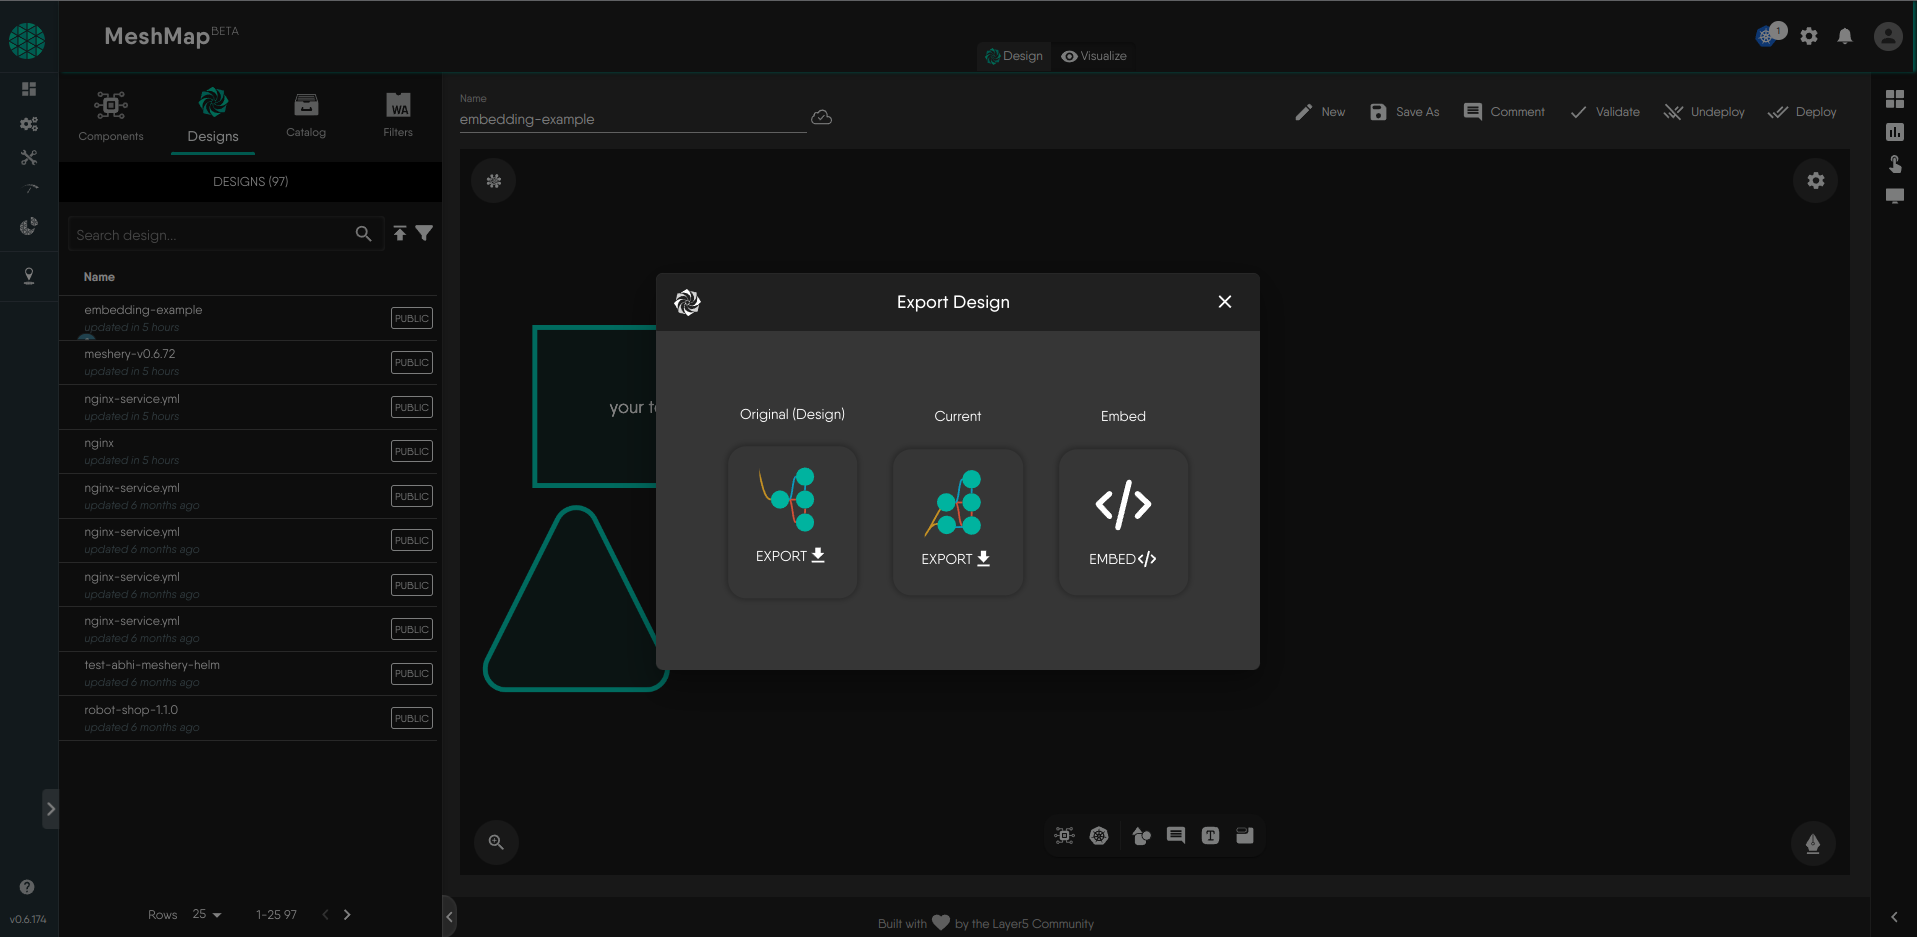 MeshMap BETA
1
Design
Visualize
Components
Designs
Catalog
WA
Filters
Name
embedding-example
New
Save As
Comment
Validate
Undeploy
Deploy
DESIGNS (97)
Search design...
Name
embedding-example
updated in 5 hours
PUBLIC
meshery-v0.6.72
updated in 5 hours
PUBLIC
nginx-service.yml
updated in 5 hours
PUBLIC
nginx
updated in 5 hours
PUBLIC
nginx-service.yml
updated 6 months ago
PUBLIC
nginx-service.yml
updated 6 months ago
PUBLIC
nginx-service.yml
updated 6 months ago
PUBLIC
nginx-service.yml
updated 6 months ago
PUBLIC
test-abhi-meshery-helm
updated 6 months ago
PUBLIC
robot-shop-1.1.0
updated 6 months ago
PUBLIC
Rows 25 1-25 97
v0.6.174
your t
Export Design
Original (Design)
EXPORT
Current
EXPORT
Embed
</>
EMBED</>
T
Built with by the Layer5 Community